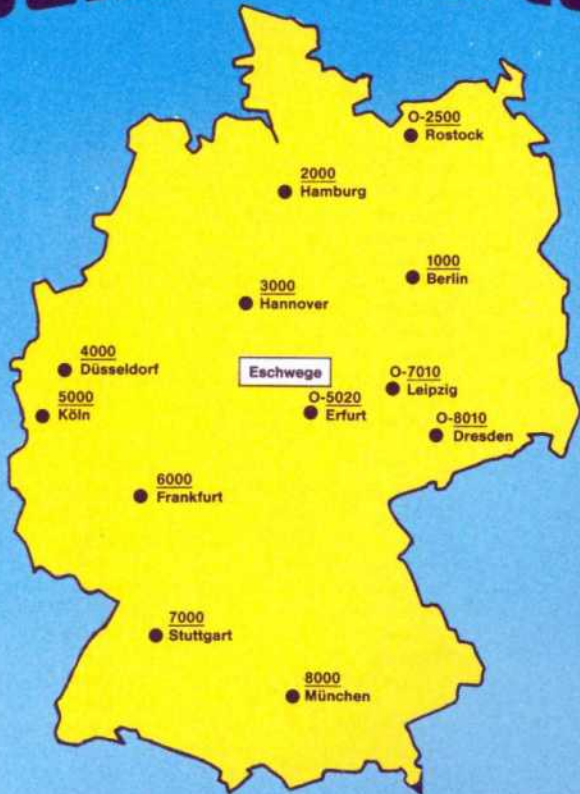 O-2500
Rostock
2000
Hamburg
1000
Berlin
3000
Hannover
4000
Düsseldorf
Eschwege
O-7010
Leipzig
5000
Köln
O-5020
Erfurt
O-8010
Dresden
6000
Frankfurt
7000
Stuttgart
8000
München